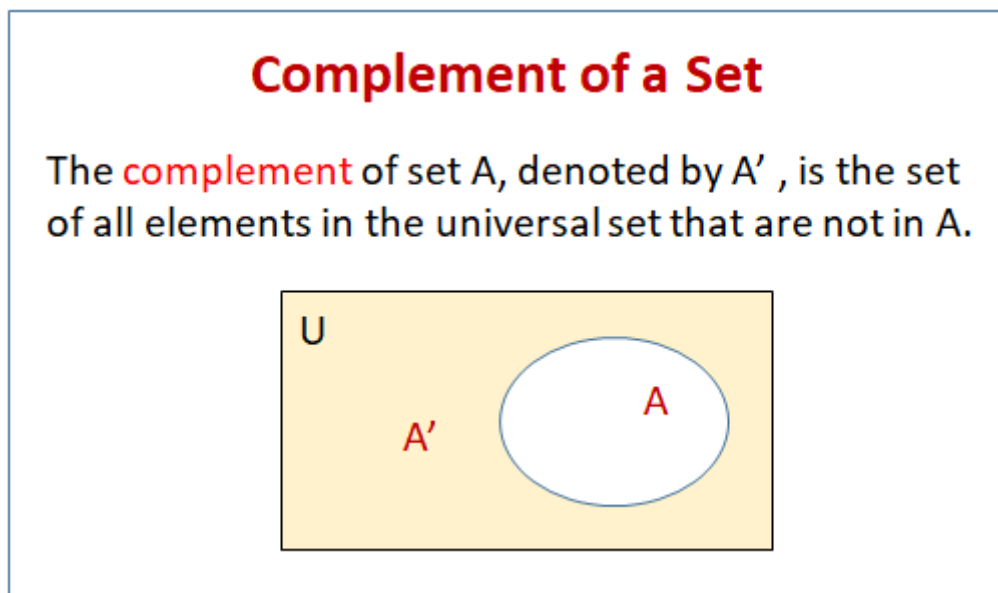 Complement of a Set
The complement of set A, denoted by A’ , is the set
of all elements in the universal set that are not in A.
U
A
A’